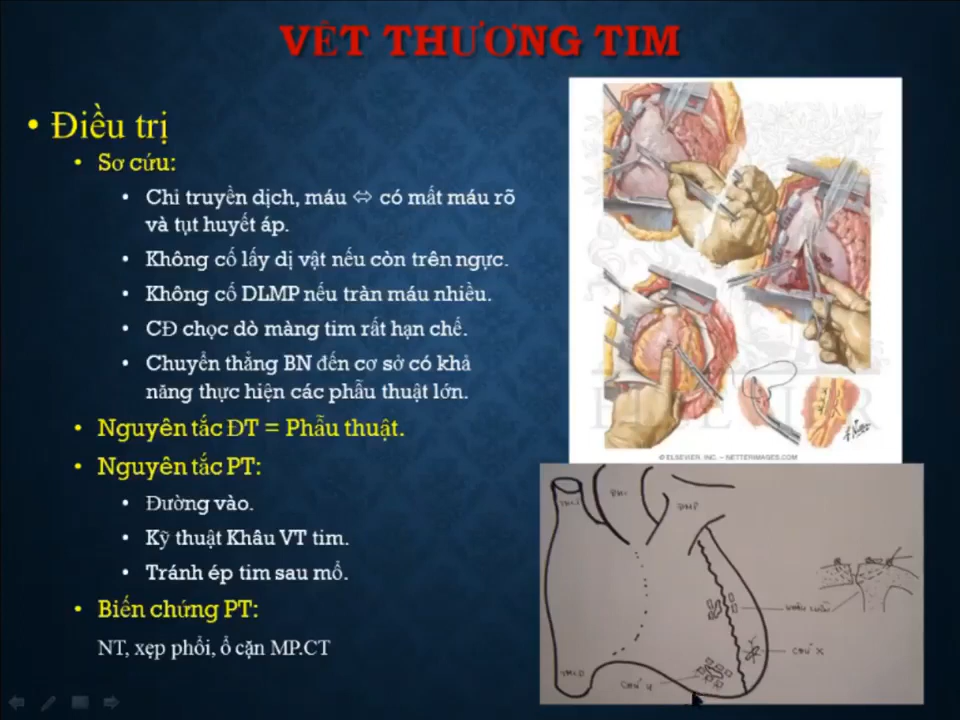 VẾT THƯƠNG TIM
• Điều trị
• Sơ cứu:
• Chỉ truyền dịch, máu ⇔ có mất máu rõ
và tụt huyết áp.
• Không cố lấy dị vật nếu còn trên ngực.
• Không cố DLMP nếu tràn máu nhiều.
• CĐ chọc dò màng tim rất hạn chế.
• Chuyển thẳng BN đến cơ sở có khả
năng thực hiện các phẫu thuật lớn.
• Nguyên tắc ĐT = Phẫu thuật.
• Nguyên tắc PT:
• Đường vào.
• Kỹ thuật Khâu VT tim.
• Tránh ép tim sau mổ.
• Biến chứng PT:
NT, xẹp phổi, ổ cặn MP.CT
ELSEVIER
© ELSEVIER, INC. – NETTERIMAGES.COM
CHỮ X
CHỮ U